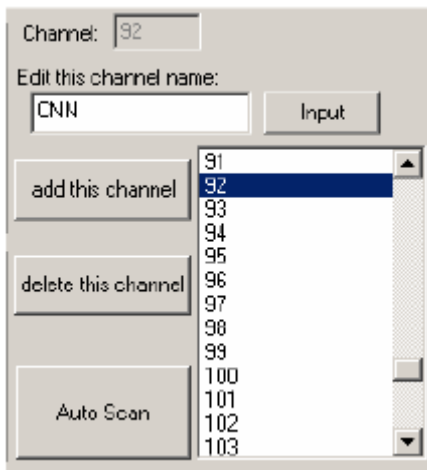 Channel: 92
Edit this channel name:
CNN
Input
add this channel
delete this channel
Auto Scan
91
92
93
94
95
96
97
98
99
100
101
102
103